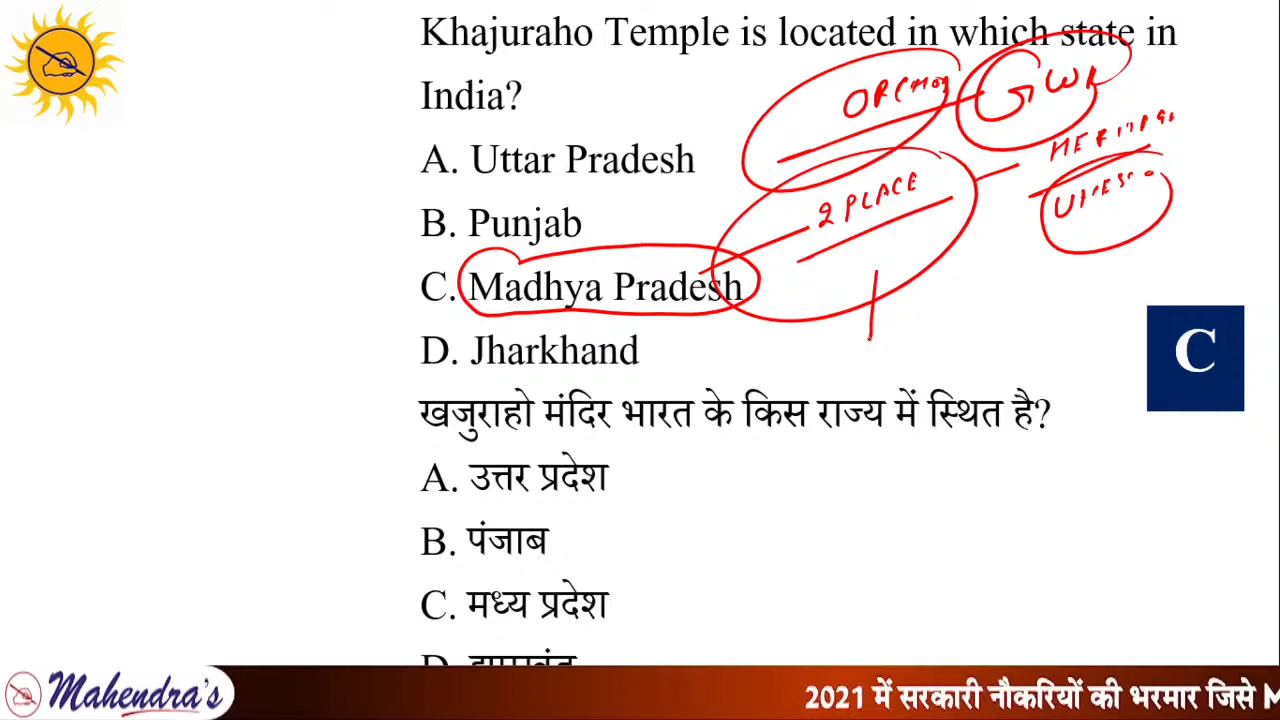 Khajuraho Temple is located in which state in
India?
A. Uttar Pradesh
B. Punjab
C. Madhya Pradesh
D. Jharkhand
2 PLACE
C
खजुराहो मंदिर भारत के किस राज्य में स्थित है?
A. उत्तर प्रदेश
B. पंजाब
C. मध्य प्रदेश
D.
Mahendra's
2021 में सरकारी नौकरियों की भरमार जिसे M